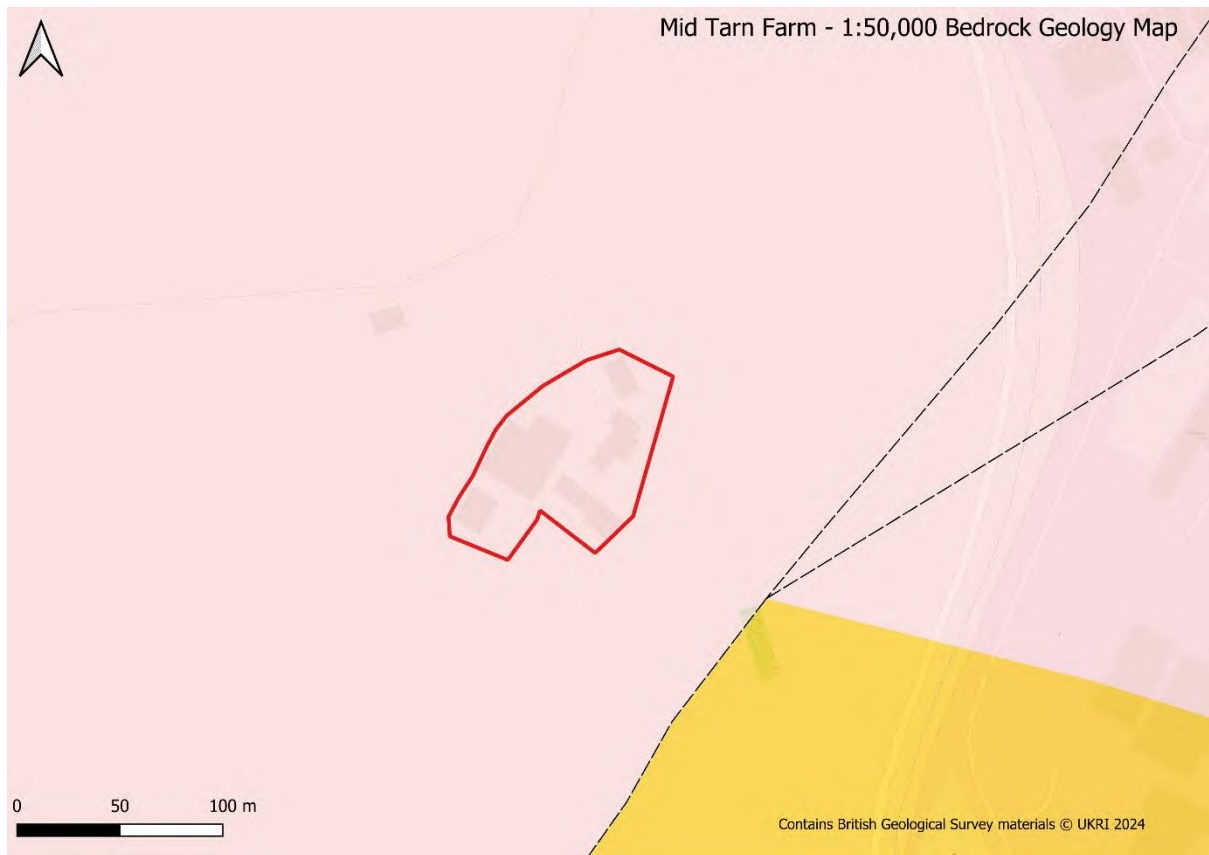 Mid Tarn Farm - 1:50,000 Bedrock Geology Map
0 50 100 m
Contains British Geological Survey materials © UKRI 2024